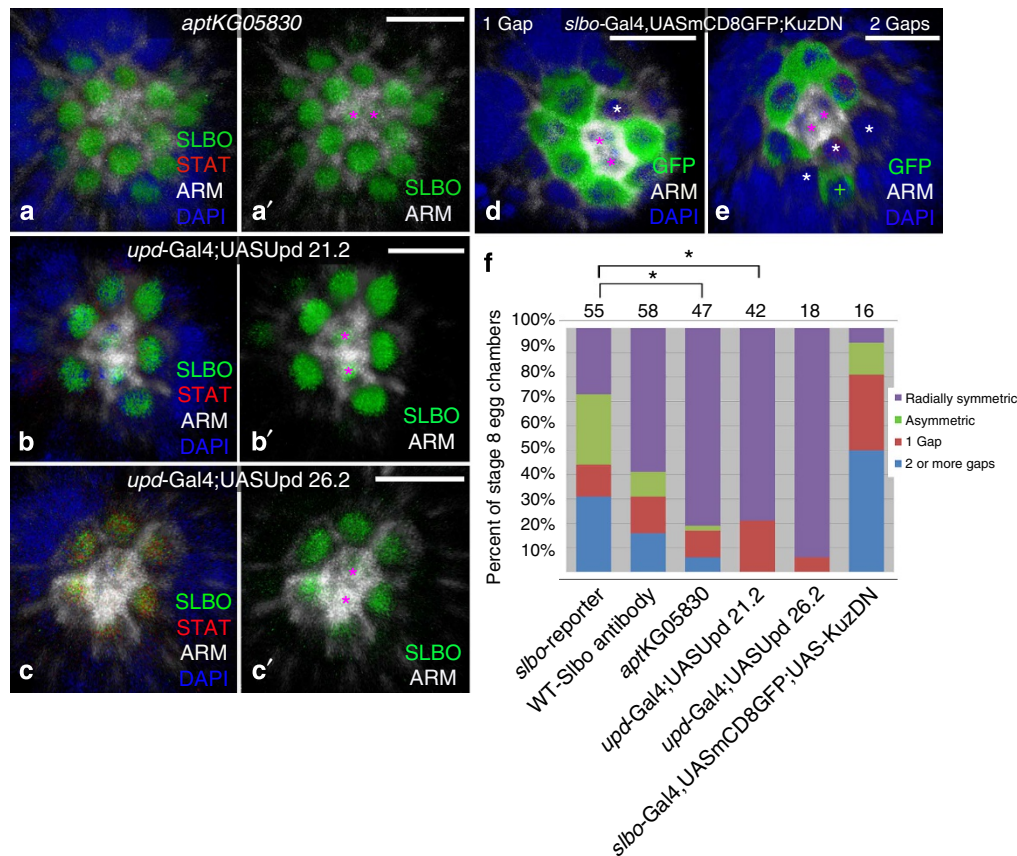 aptKG05830
SLBO
STAT
ARM
DAPI
a
SLBO
ARM
a′
upd-Gal4;UASUpd 21.2
SLBO
STAT
ARM
DAPI
b
SLBO
ARM
b′
upd-Gal4;UASUpd 26.2
SLBO
STAT
ARM
DAPI
c
SLBO
ARM
c′
1 Gap
slbo-Gal4,UASmCD8GFP;KuzDN
2 Gaps
*
GFP
ARM
DAPI
d
*
*
*
+
GFP
ARM
DAPI
e
f
*
*
55 58 47 42 18 16
Percent of stage 8 egg chambers
100%
90%
80%
70%
60%
50%
40%
30%
20%
10%
Radially symmetric
Asymmetric
1 Gap
2 or more gaps
slbo-reporter
WT-Slbo antibody
aptKG05830
upd-Gal4;UASUpd 21.2
upd-Gal4;UASUpd 26.2
slbo-Gal4,UASmCD8GFP;UAS-KuzDN